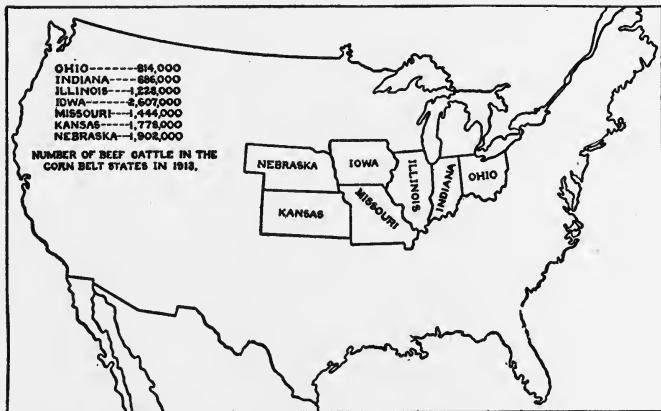 OHIO-------814,000
INDIANA----686,000
ILLINOIS---1,228,000
IOWA------2,607,000
MISSOURI---1,444,000
KANSAS----1,778,000
NEBRASKA--1,902,000
NUMBER OF BEEF CATTLE IN THE
CORN BELT STATES IN 1913.
NEBRASKA
IOWA
ILLINOIS
INDIANA
OHIO
KANSAS
MISSOURI